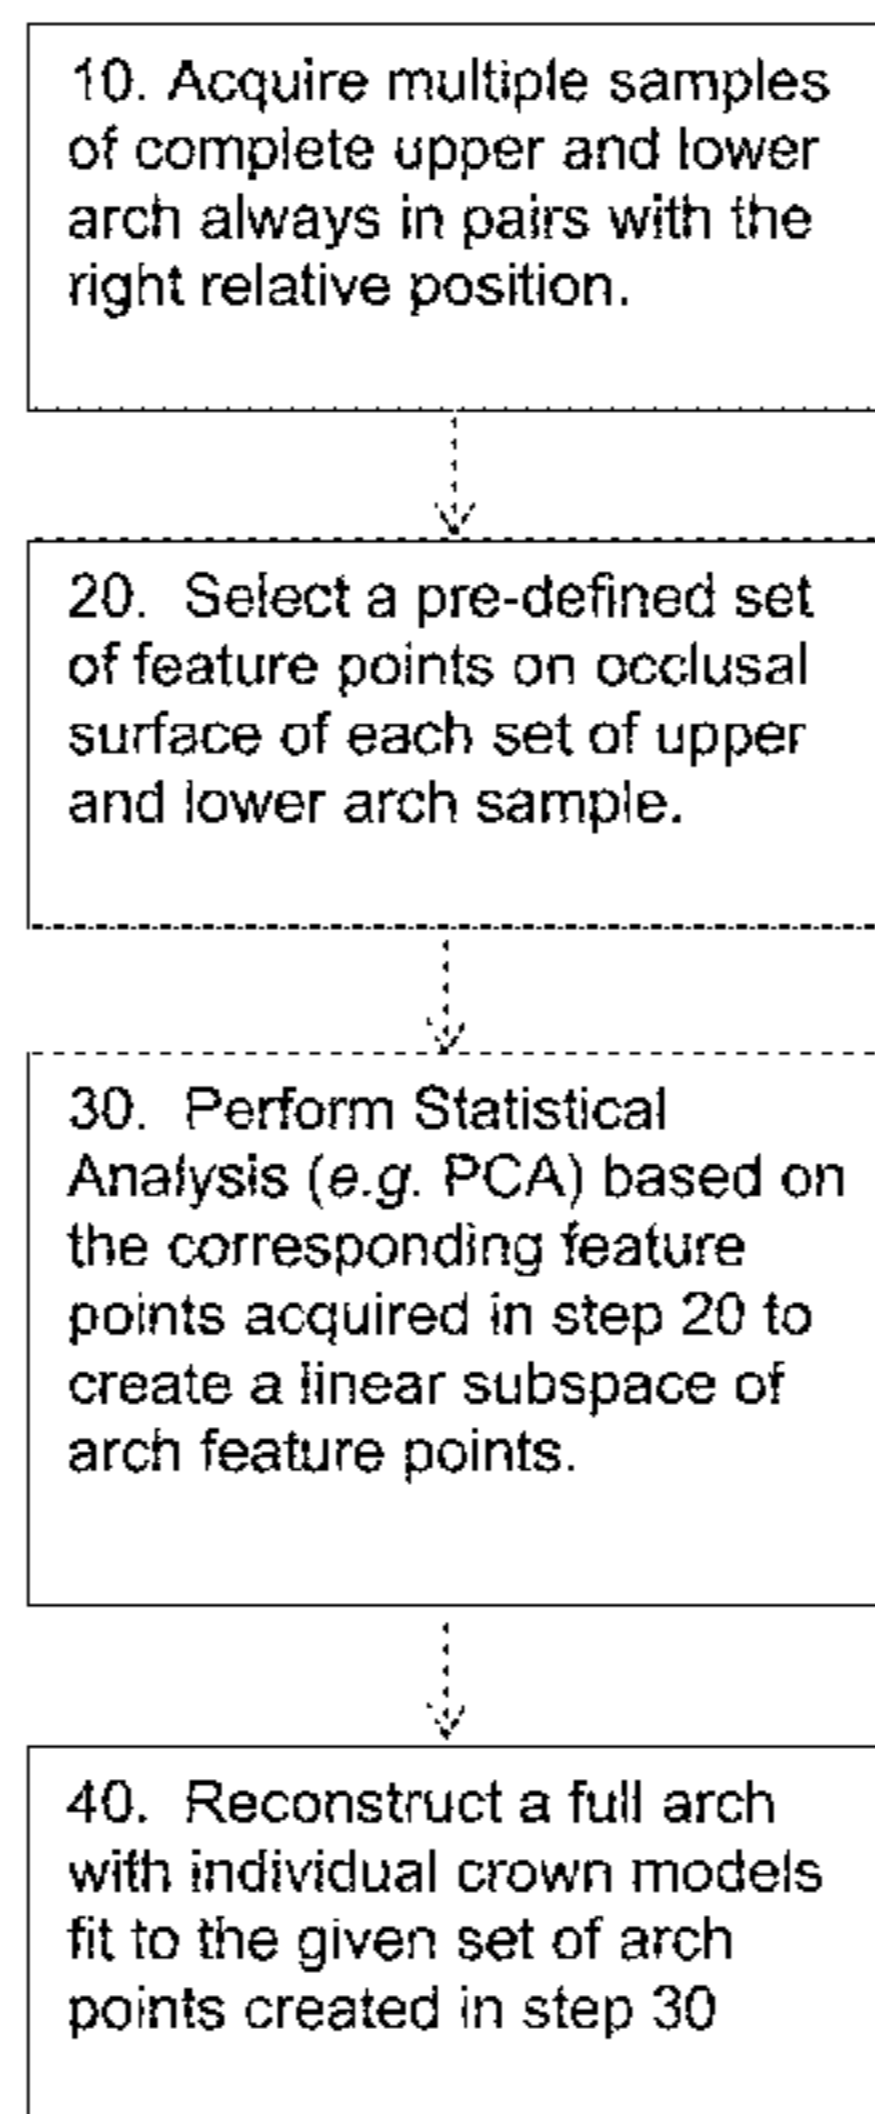 10. Acquire multiple samples
of complete upper and lower
arch always in pairs with the
right relative position.
20. Select a pre-defined set
of feature points on occlusal
surface of each set of upper
and lower arch sample.
30. Perform Statistical
Analysis (e.g. PCA) based on
the corresponding feature
points acquired in step 20 to
create a linear subspace of
arch feature points.
40. Reconstruct a full arch
with individual crown models
fit to the given set of arch
points created in step 30